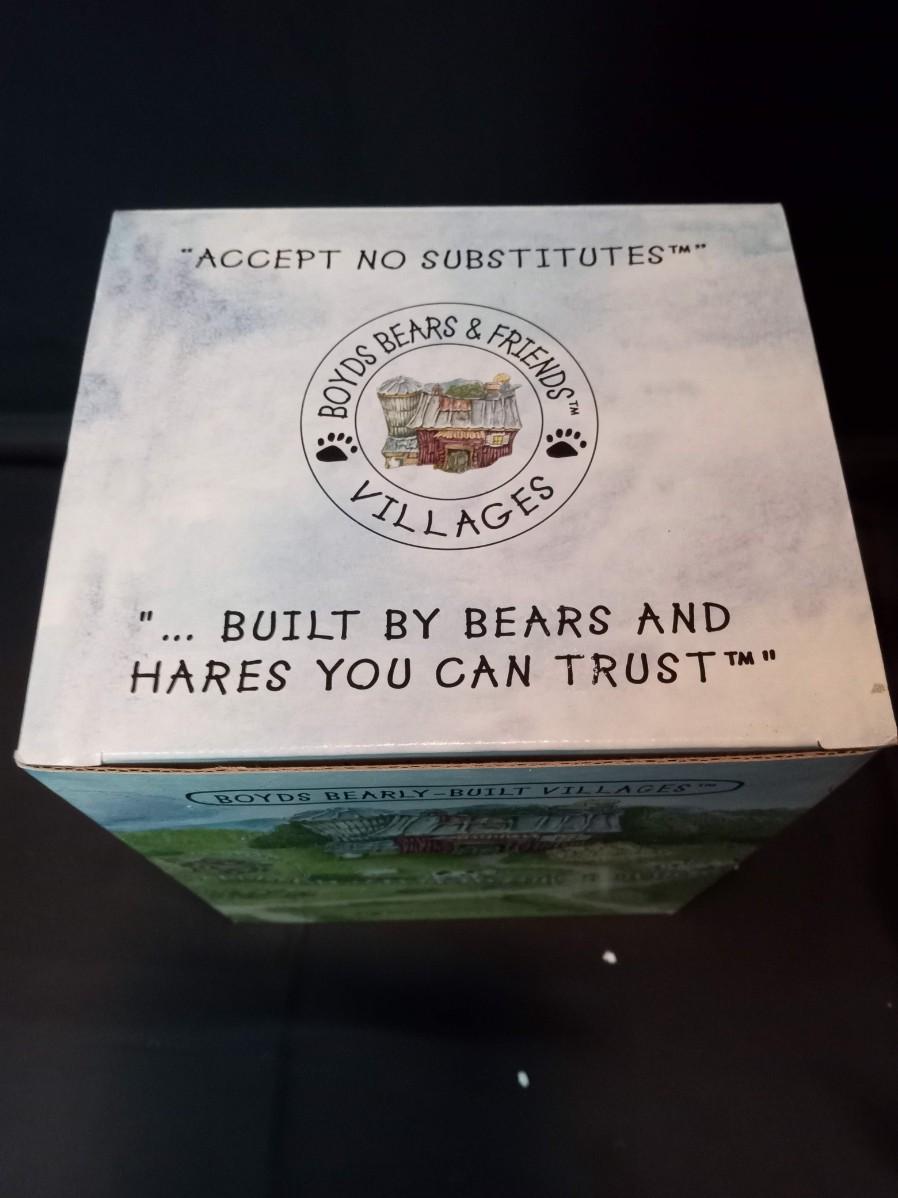 "ACCEPT NO SUBSTITUTES™"
BOYDS BEARS & FRIENDS™
VILLAGES
"... BUILT BY BEARS AND
HARES YOU CAN TRUST™"
BOYDS BEARLY-BUILT VILLAGES™